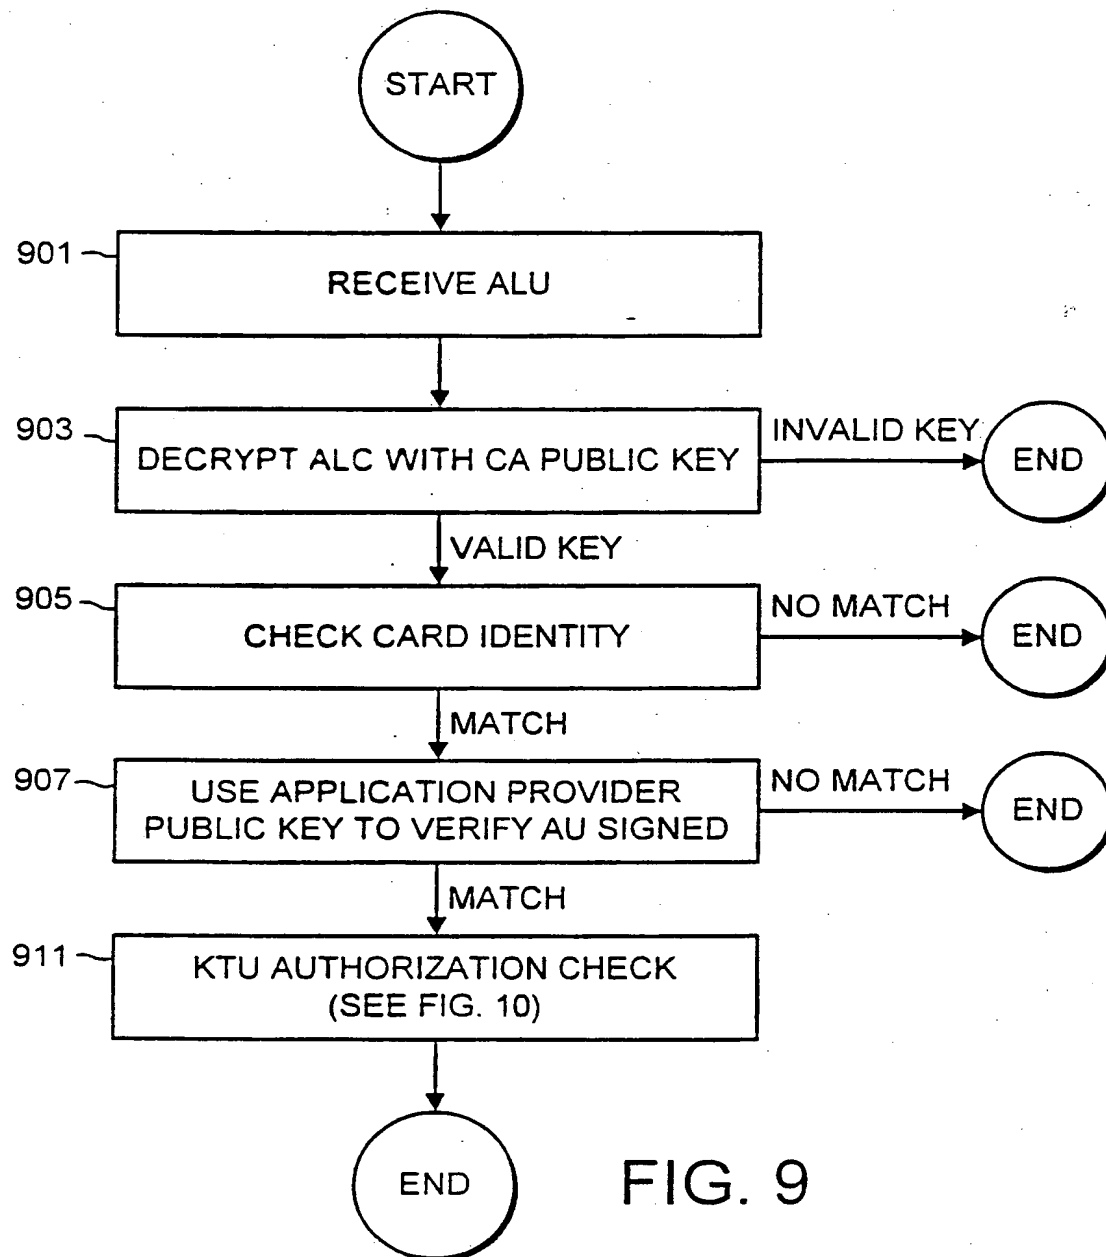 START
901
RECEIVE ALU
903
DECRYPT ALC WITH CA PUBLIC KEY
INVALID KEY
END
VALID KEY
905
CHECK CARD IDENTITY
NO MATCH
END
MATCH
907
USE APPLICATION PROVIDER
PUBLIC KEY TO VERIFY AU SIGNED
NO MATCH
END
MATCH
911
KTU AUTHORIZATION CHECK
(SEE FIG. 10)
END
FIG. 9